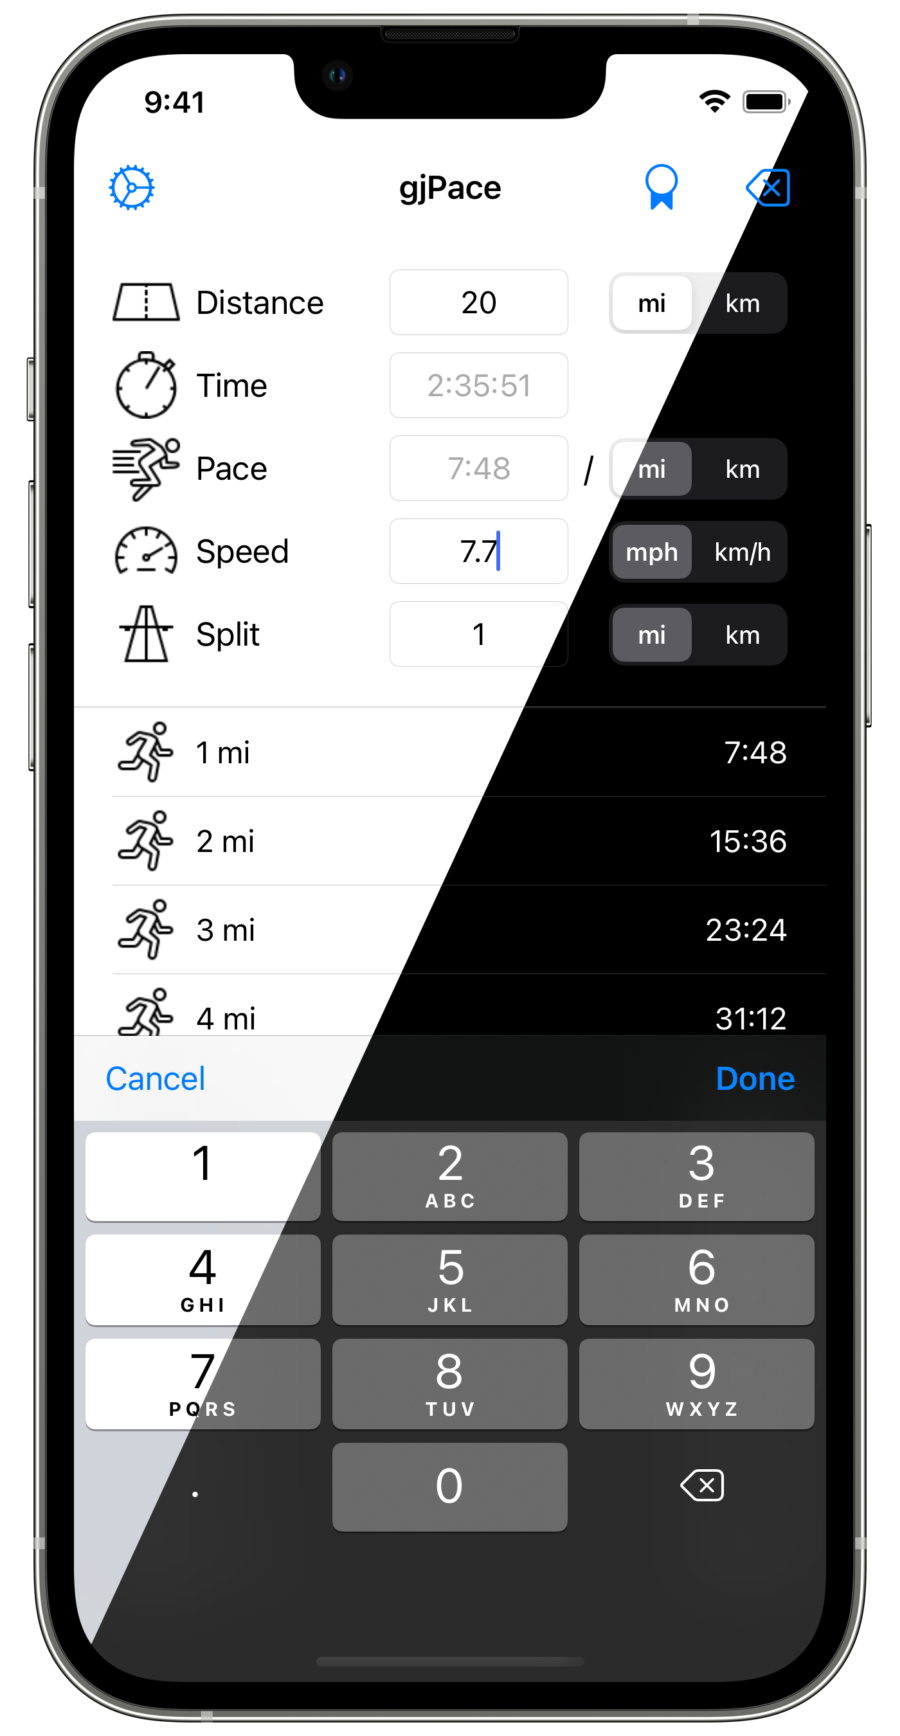 9:41
gjPace
Distance 20 mi km
Time 2:35:51
Pace 7:48 / mi km
Speed 7.7 mph km/h
Split 1 mi km
1 mi 7:48
2 mi 15:36
3 mi 23:24
4 mi 31:12
Cancel Done
1 2 3
ABC DEF
4 5 6
GHI JKL MNO
7 8 9
PQRS TUV WXYZ
. 0